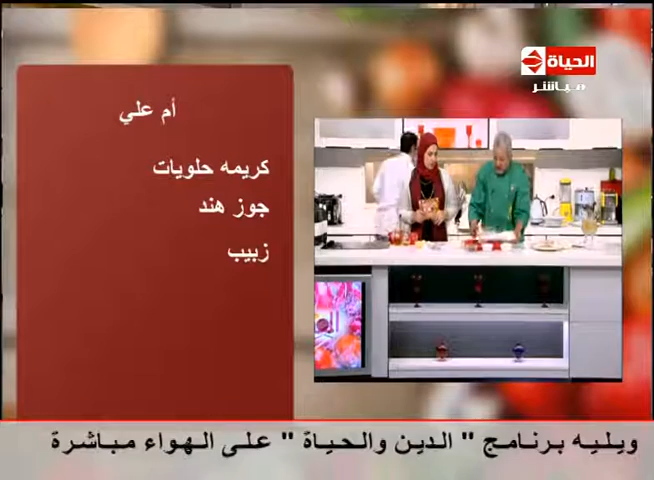 الحياة
مباشر
أم علي
كريمه حلويات
جوز هند
زبيب
ويليه برنامج " الدين والحياة " على الهواء مباشرة